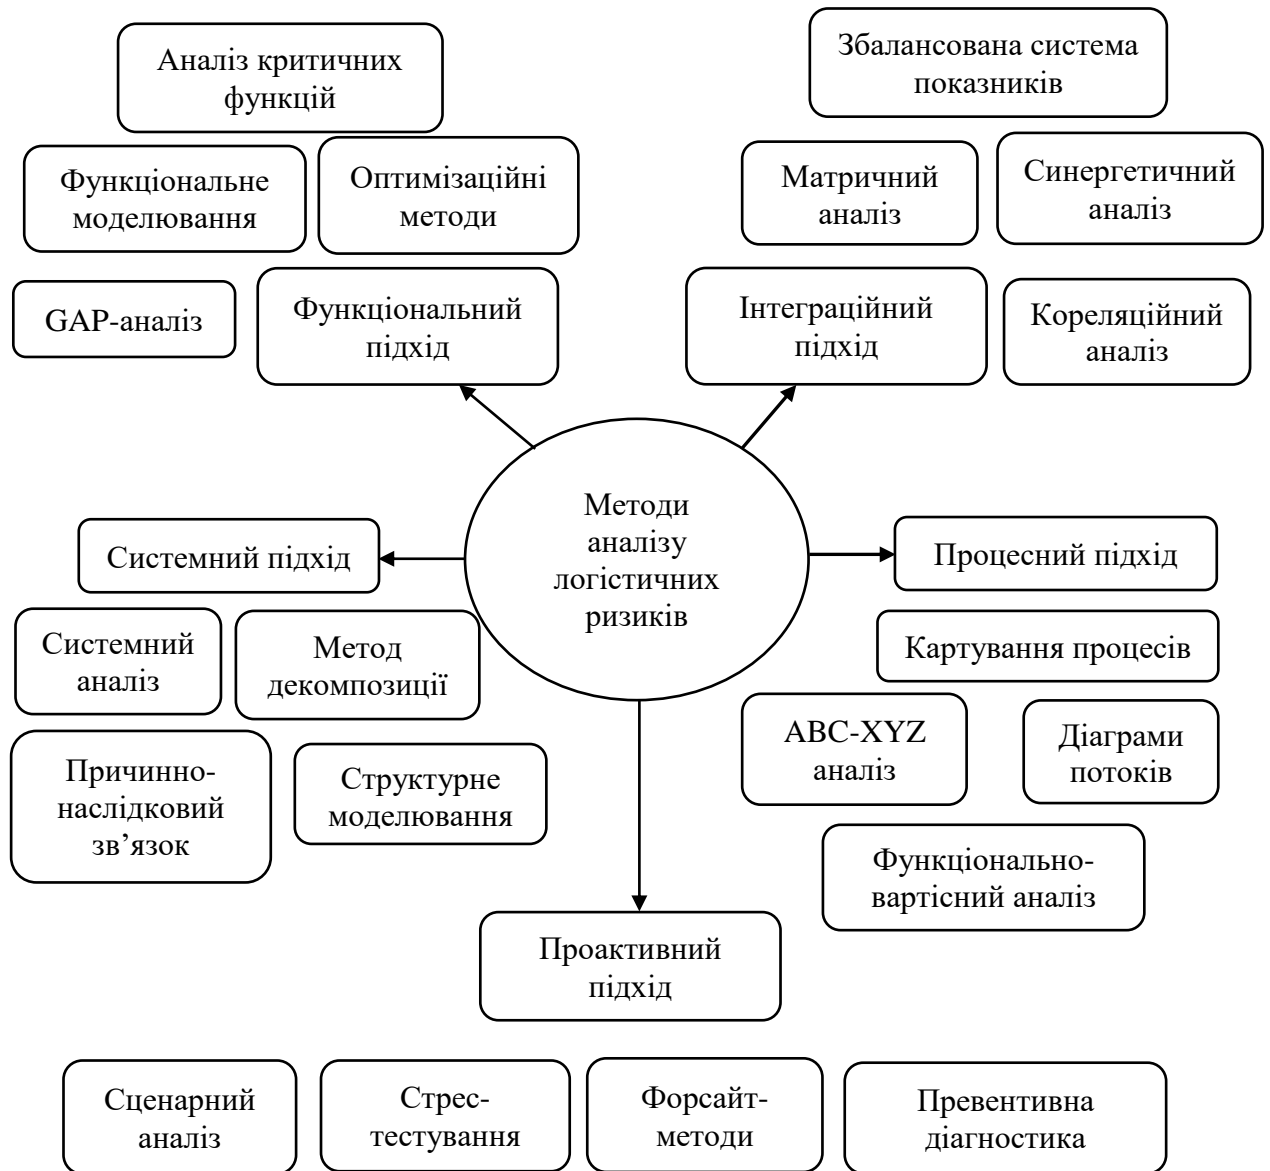 Аналіз критичних
функцій
Збалансована система
показників
Функціональне
моделювання
Оптимізаційні
методи
Матричний
аналіз
Синергетичний
аналіз
GAP-аналіз
Функціональний
підхід
Інтеграційний
підхід
Кореляційний
аналіз
Методи
аналізу
логістичних
ризиків
Системний підхід
Процесний підхід
Системний
аналіз
Метод
декомпозиції
Картування процесів
Причинно-
наслідковий
зв’язок
Структурне
моделювання
ABC-XYZ
аналіз
Діаграми
потоків
Функціонально-
вартісний аналіз
Проактивний
підхід
Сценарний
аналіз
Стрес-
тестування
Форсайт-
методи
Превентивна
діагностика